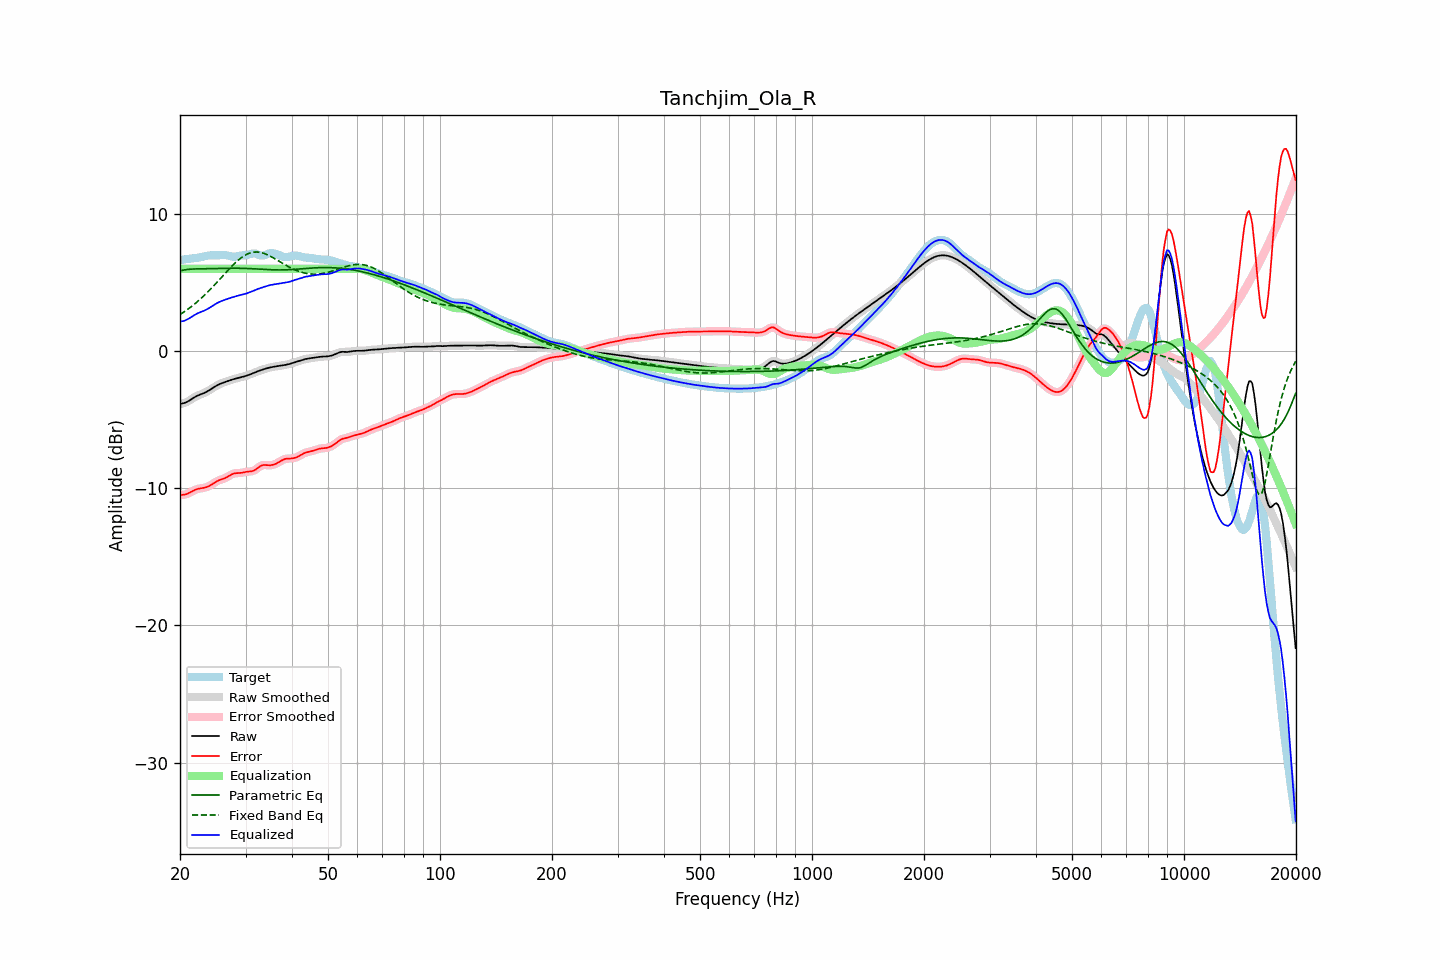 Tanchjim_Ola_R
Amplitude (dBr)
10
0
−10
−20
−30
Target
Raw Smoothed
Error Smoothed
Raw
Error
Equalization
Parametric Eq
Fixed Band Eq
Equalized
20 50 100 200 500 1000 2000 5000 10000 20000
Frequency (Hz)